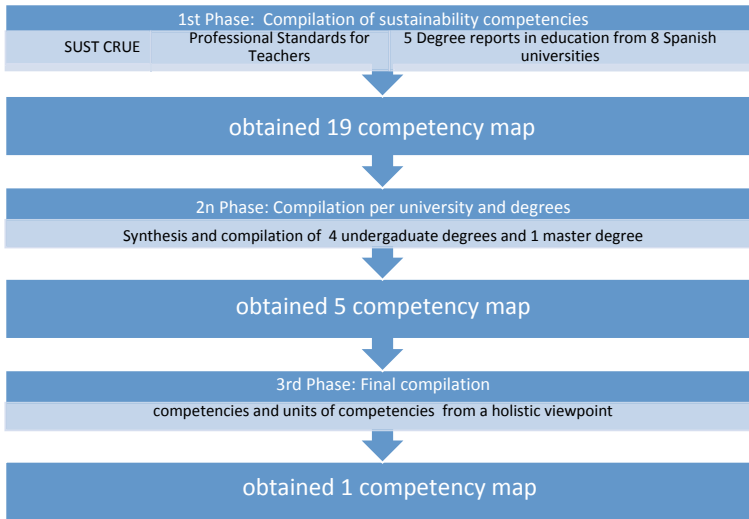 1st Phase: Compilation of sustainability competencies
SUST CRUE
Professional Standards for
Teachers
5 Degree reports in education from 8 Spanish
universities
obtained 19 competency map
2n Phase: Compilation per university and degrees
Synthesis and compilation of 4 undergaduate degrees and 1 master degree
obtained 5 competency map
3rd Phase: Final compilation
competencies and units of competencies from a holistic viewpoint
obtained 1 competency map